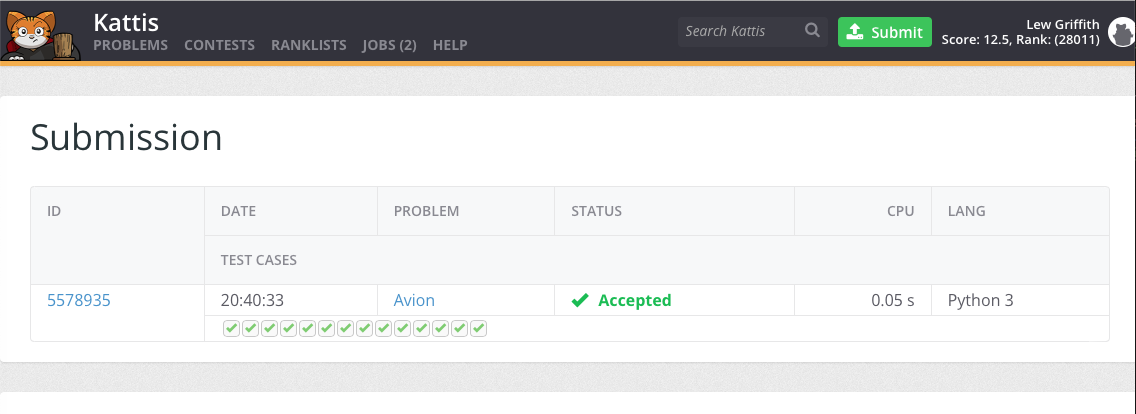 Kattis
PROBLEMS CONTESTS RANKLISTS JOBS (2) HELP
Search Kattis
Submit
Lew Griffith
Score: 12.5, Rank: (28011)
Submission
ID DATE PROBLEM STATUS CPU LANG
TEST CASES
5578935 20:40:33 Avion Accepted 0.05 s Python 3